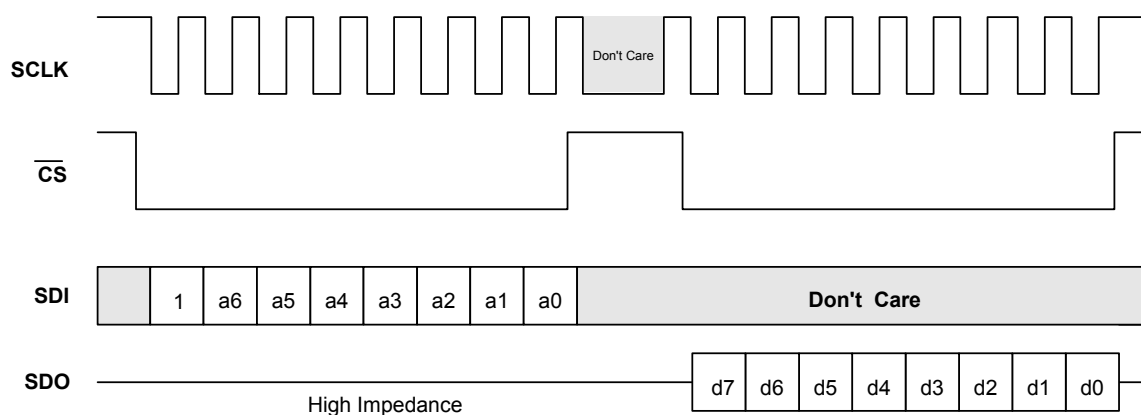 SCLK
Don't Care
CS
SDI
1 a6 a5 a4 a3 a2 a1 a0 Don't Care
SDO
d7 d6 d5 d4 d3 d2 d1 d0
High Impedance